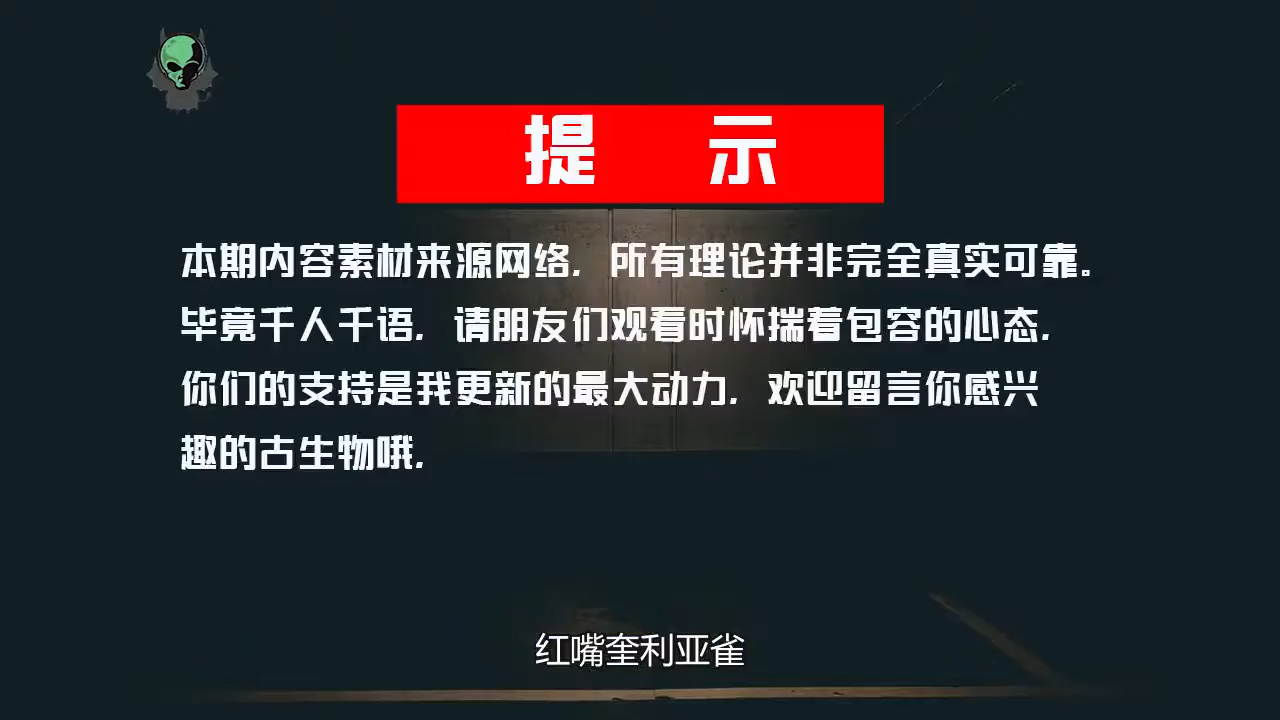 提 示
本期内容素材来源网络，所有理论并非完全真实可靠。
毕竟千人千语，请朋友们观看时怀揣着包容的心态，
你们的支持是我更新的最大动力，欢迎留言你感兴
趣的古生物哦，
红嘴奎利亚雀